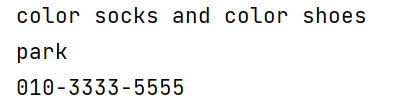 color socks and color shoes
park
010-3333-5555